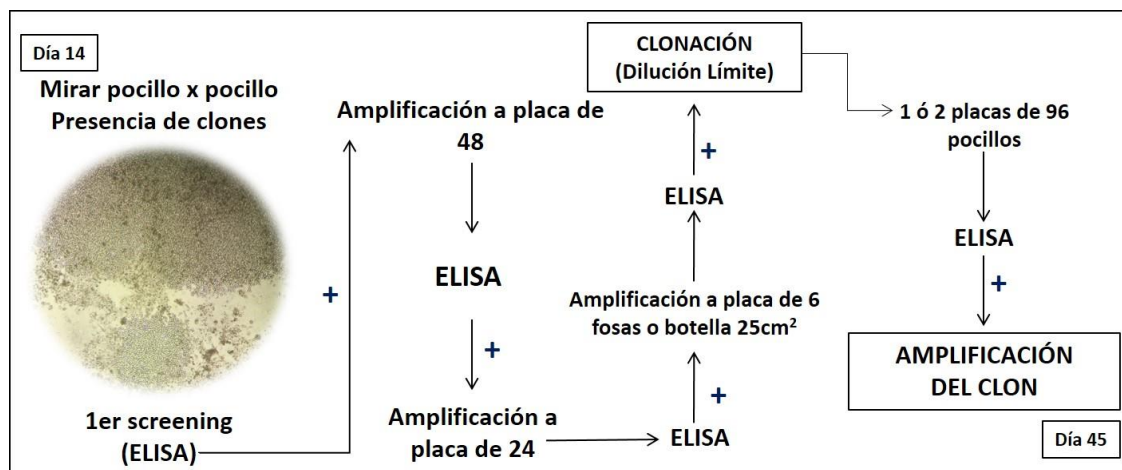 Día 14
Mirar pocillo x pocillo
Presencia de clones
1er screening
(ELISA)
+
Amplificación a placa de
48
ELISA
+
Amplificación a
placa de 24
ELISA
+
Amplificación a placa de 6
fosas o botella 25cm²
ELISA
+
CLONACIÓN
(Dilución Límite)
1 ó 2 placas de 96
pocillos
ELISA
+
AMPLIFICACIÓN
DEL CLON
Día 45